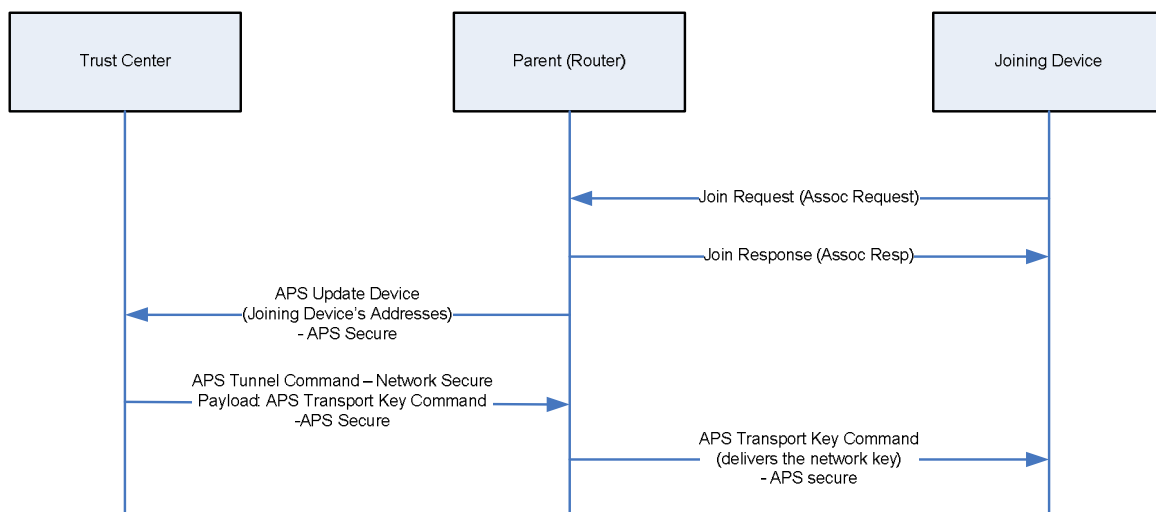 Trust Center
Parent (Router)
Joining Device
Join Request (Assoc Request)
Join Response (Assoc Resp)
APS Update Device
(Joining Device's Addresses)
- APS Secure
APS Tunnel Command – Network Secure
Payload: APS Transport Key Command
-APS Secure
APS Transport Key Command
(delivers the network key)
- APS secure